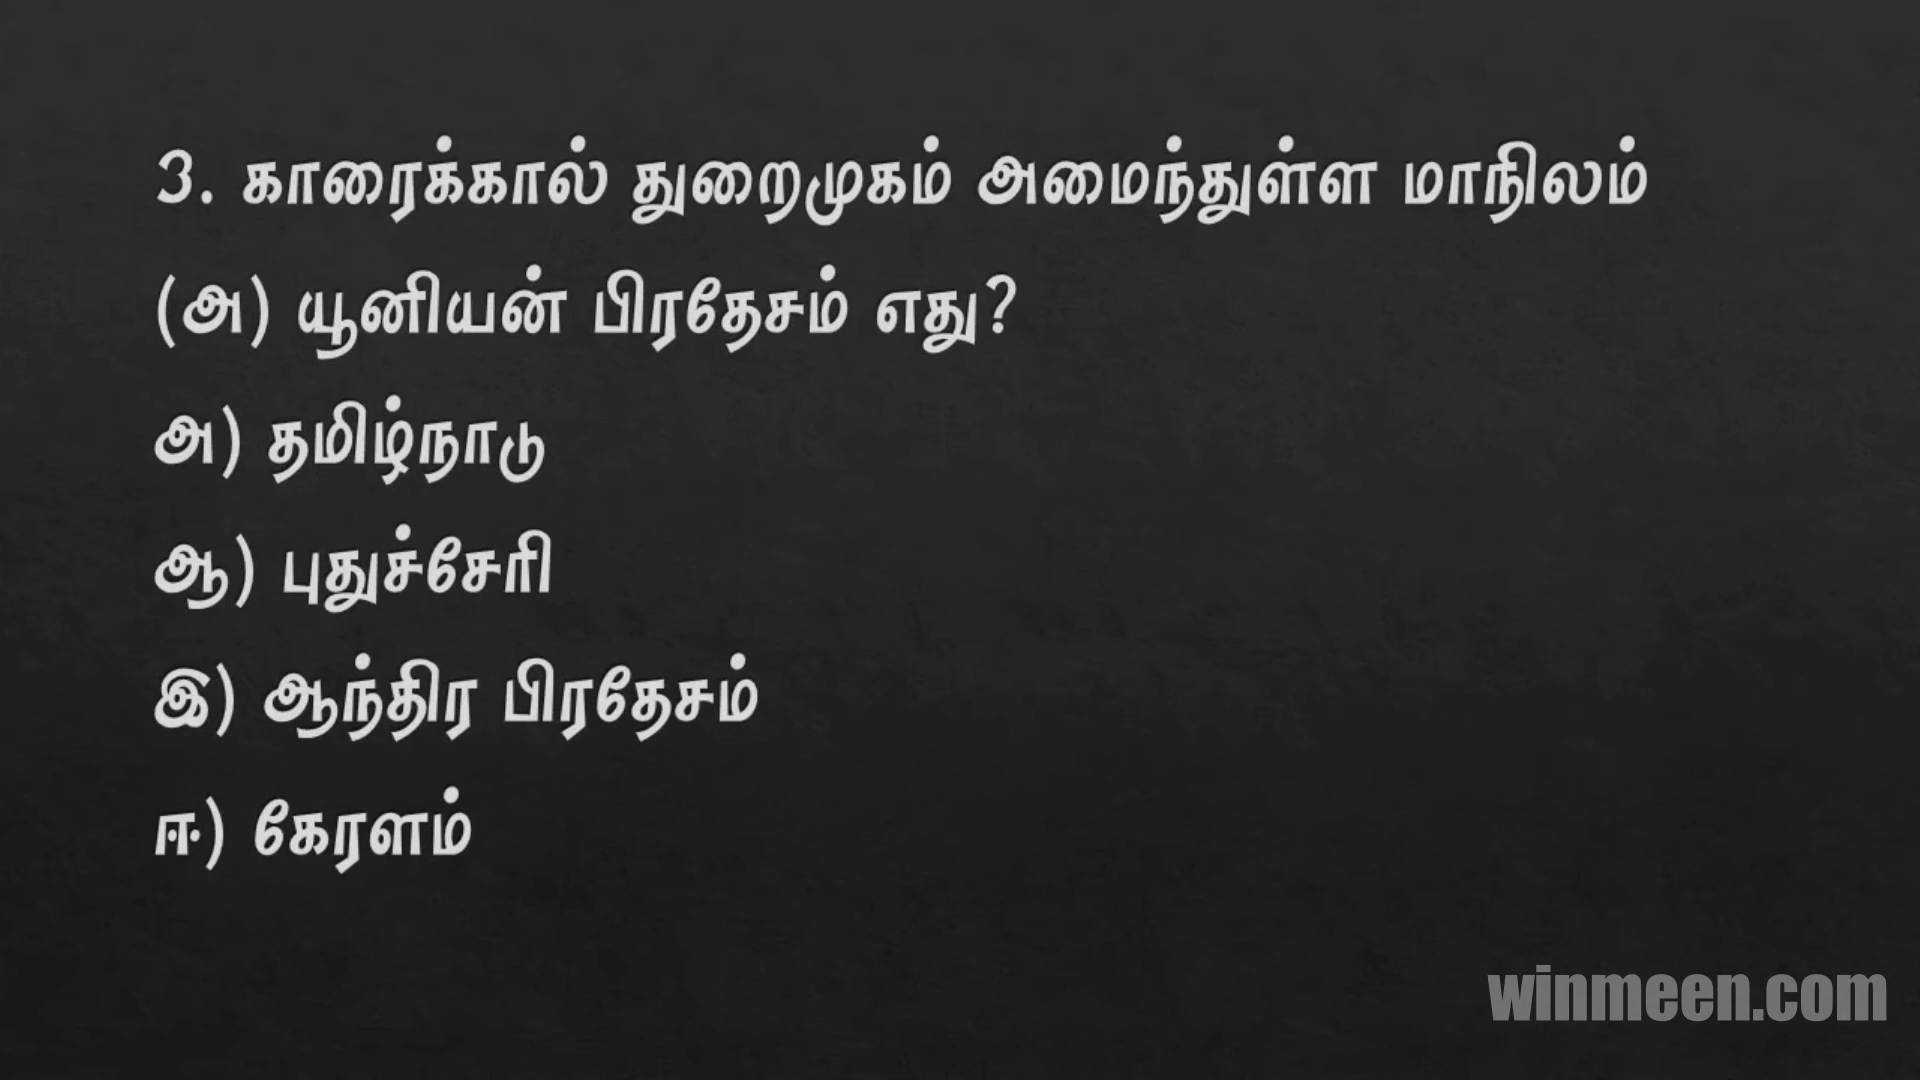 3. காரைக்கால் துறைமுகம் அமைந்துள்ள மாநிலம்
(அ) யூனியன் பிரதேசம் எது?
அ) தமிழ்நாடு
ஆ) புதுச்சேரி
இ) ஆந்திர பிரதேசம்
ஈ) கேரளம்
winmeen.com